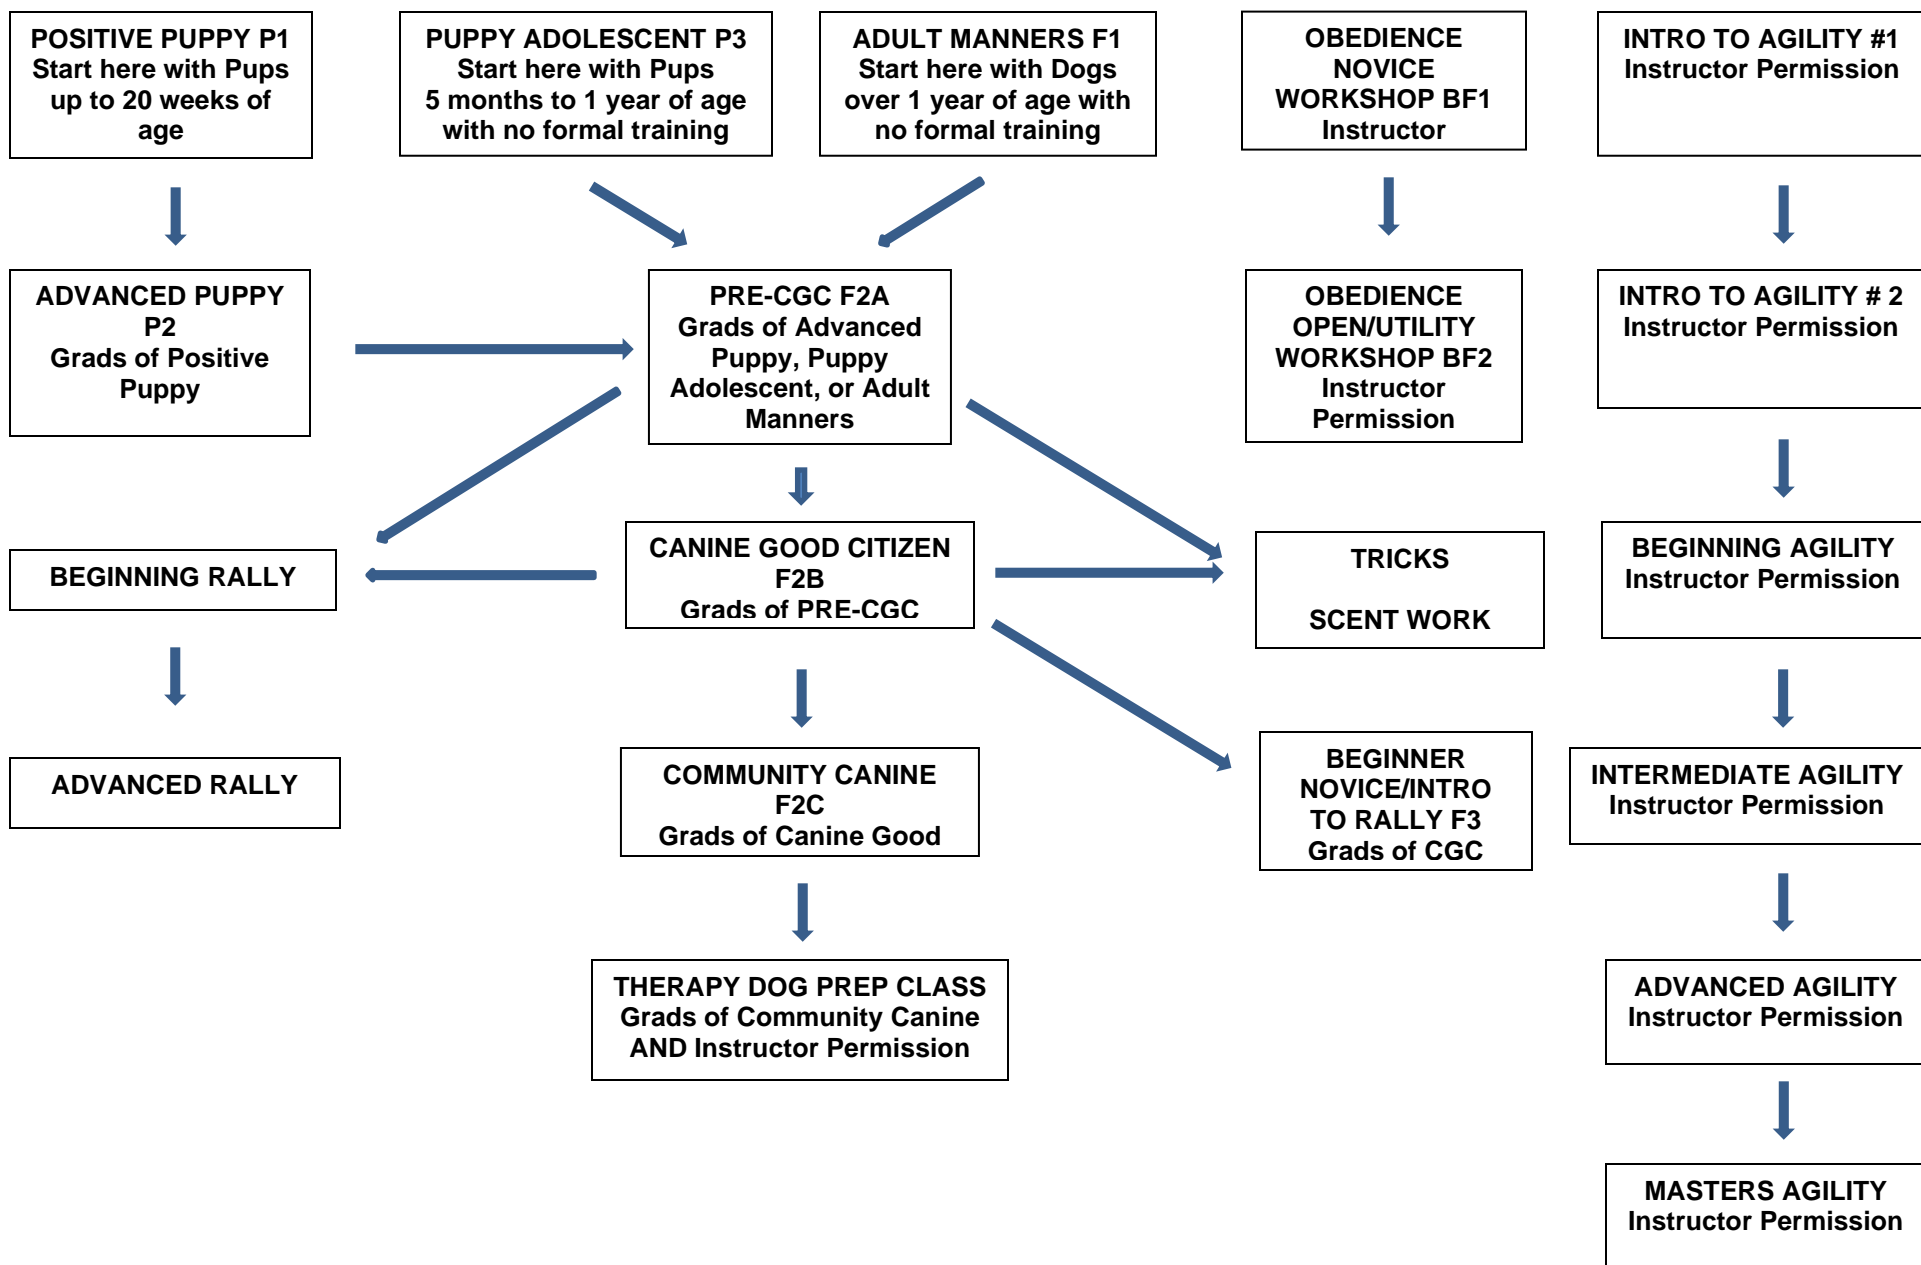 POSITIVE PUPPY P1
Start here with Pups
up to 20 weeks of
age
PUPPY ADOLESCENT P3
Start here with Pups
5 months to 1 year of age
with no formal training
ADULT MANNERS F1
Start here with Dogs
over 1 year of age with
no formal training
OBEDIENCE
NOVICE
WORKSHOP BF1
Instructor
INTRO TO AGILITY #1
Instructor Permission
ADVANCED PUPPY
P2
Grads of Positive
Puppy
PRE-CGC F2A
Grads of Advanced
Puppy, Puppy
Adolescent, or Adult
Manners
OBEDIENCE
OPEN/UTILITY
WORKSHOP BF2
Instructor
Permission
INTRO TO AGILITY # 2
Instructor Permission
BEGINNING RALLY
CANINE GOOD CITIZEN
F2B
Grads of PRE-CGC
TRICKS
SCENT WORK
BEGINNING AGILITY
Instructor Permission
ADVANCED RALLY
COMMUNITY CANINE
F2C
Grads of Canine Good
BEGINNER
NOVICE/INTRO
TO RALLY F3
Grads of CGC
INTERMEDIATE AGILITY
Instructor Permission
THERAPY DOG PREP CLASS
Grads of Community Canine
AND Instructor Permission
ADVANCED AGILITY
Instructor Permission
MASTERS AGILITY
Instructor Permission